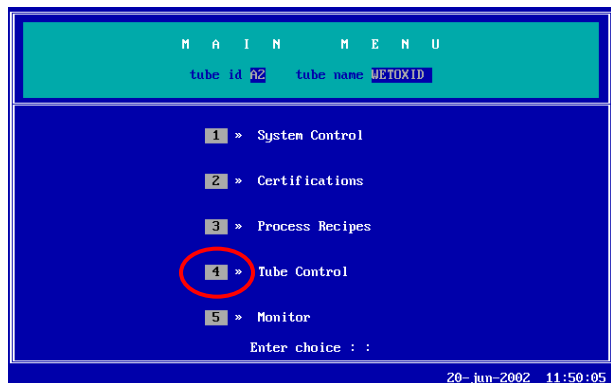 M A I N M E N U
tube id A2 tube name WETOXID
1 » System Control
2 » Certifications
3 » Process Recipes
4 » Tube Control
5 » Monitor
Enter choice : :
20-jun-2002 11:50:05